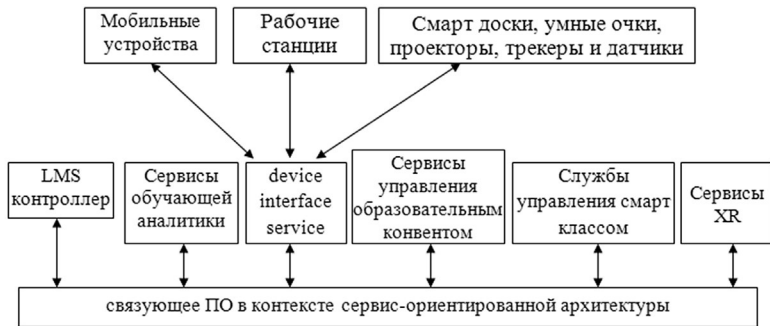 Мобильные
устройства
Рабочие
станции
Смарт доски, умные очки,
проекторы, трекеры и датчики
LMS
контроллер
Сервисы
обучающей
аналитики
device
interface
service
Сервисы
управления
образовательным
конвентом
Службы
управления смарт
классом
Сервисы
XR
связующее ПО в контексте сервис-ориентированной архитектуры